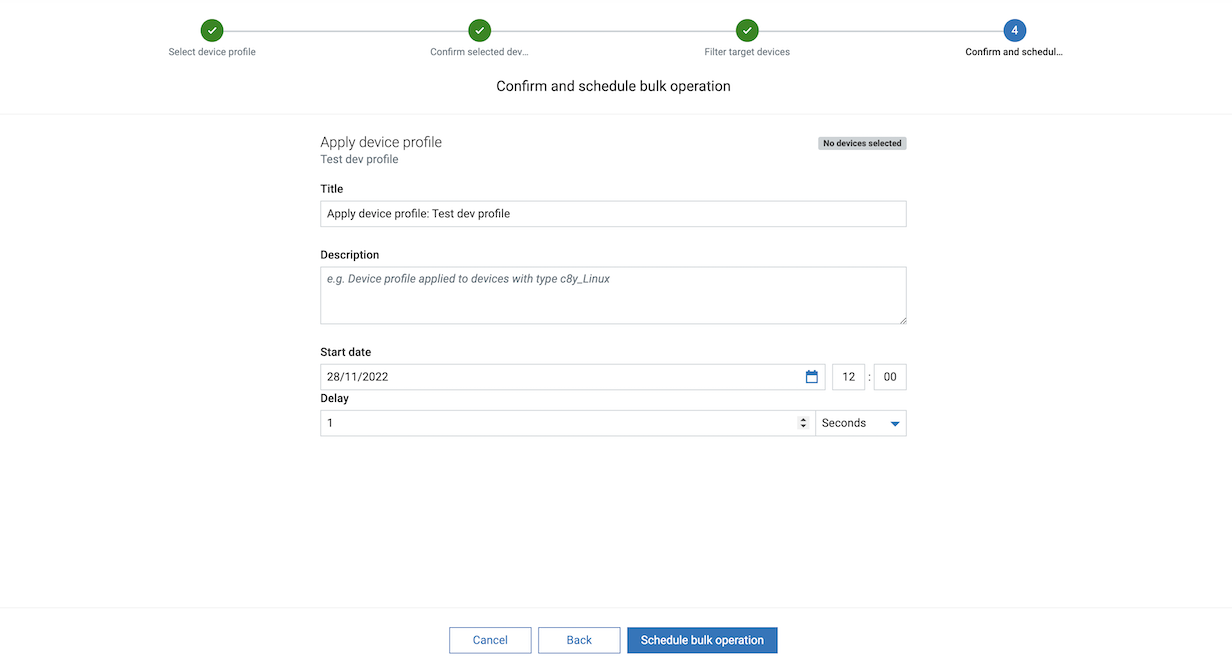 4
Select device profile
Confirm selected dev...
Filter target devices
Confirm and schedul...
Confirm and schedule bulk operation
Apply device profile
No devices selected
Test dev profile
Title
Apply device profile: Test dev profile
Description
e.g. Device profile applied to devices with type c8y_Linux
Start date
28/11/2022
12 : 00
Delay
1
Seconds
Cancel
Back
Schedule bulk operation